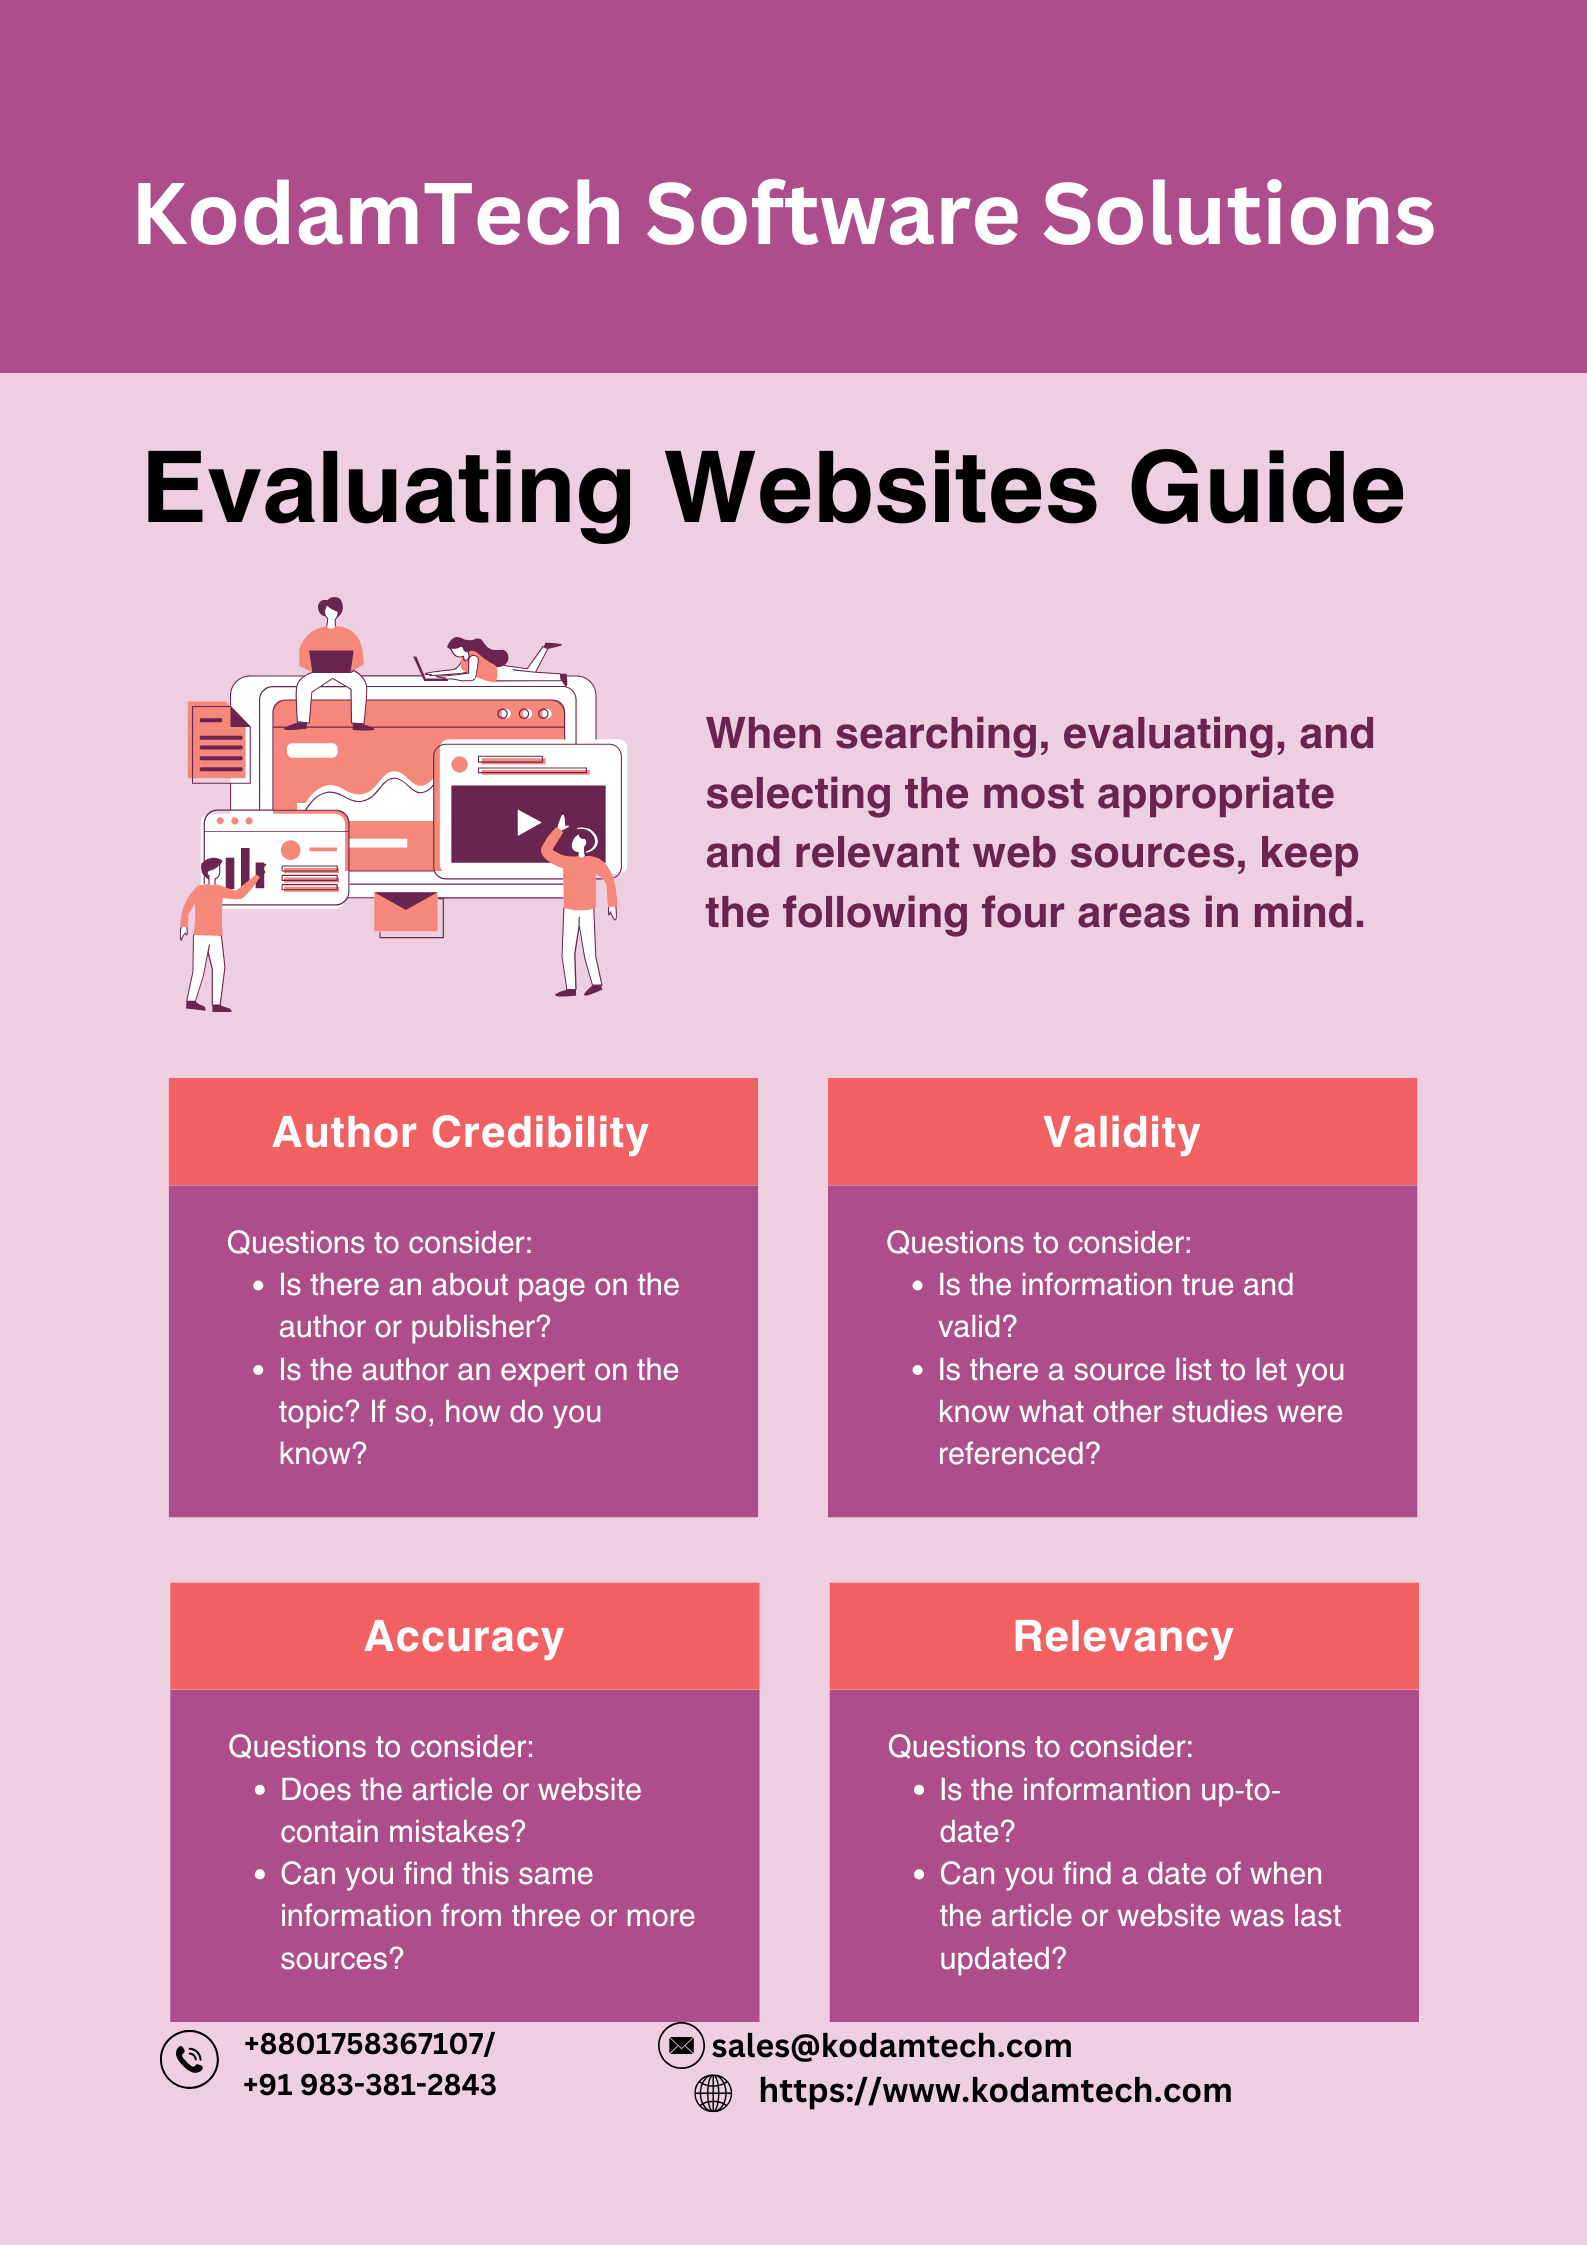 KodamTech Software Solutions
Evaluating Websites Guide
When searching, evaluating, and
selecting the most appropriate
and relevant web sources, keep
the following four areas in mind.
Author Credibility
Questions to consider:
• Is there an about page on the
author or publisher?
• Is the author an expert on the
topic? If so, how do you
know?
Validity
Questions to consider:
• Is the information true and
valid?
• Is there a source list to let you
know what other studies were
referenced?
Accuracy
Questions to consider:
• Does the article or website
contain mistakes?
• Can you find this same
information from three or more
sources?
Relevancy
Questions to consider:
• Is the informantion up-to-
date?
• Can you find a date of when
the article or website was last
updated?
+8801758367107/
+91 983-381-2843
sales@kodamtech.com
https://www.kodamtech.com